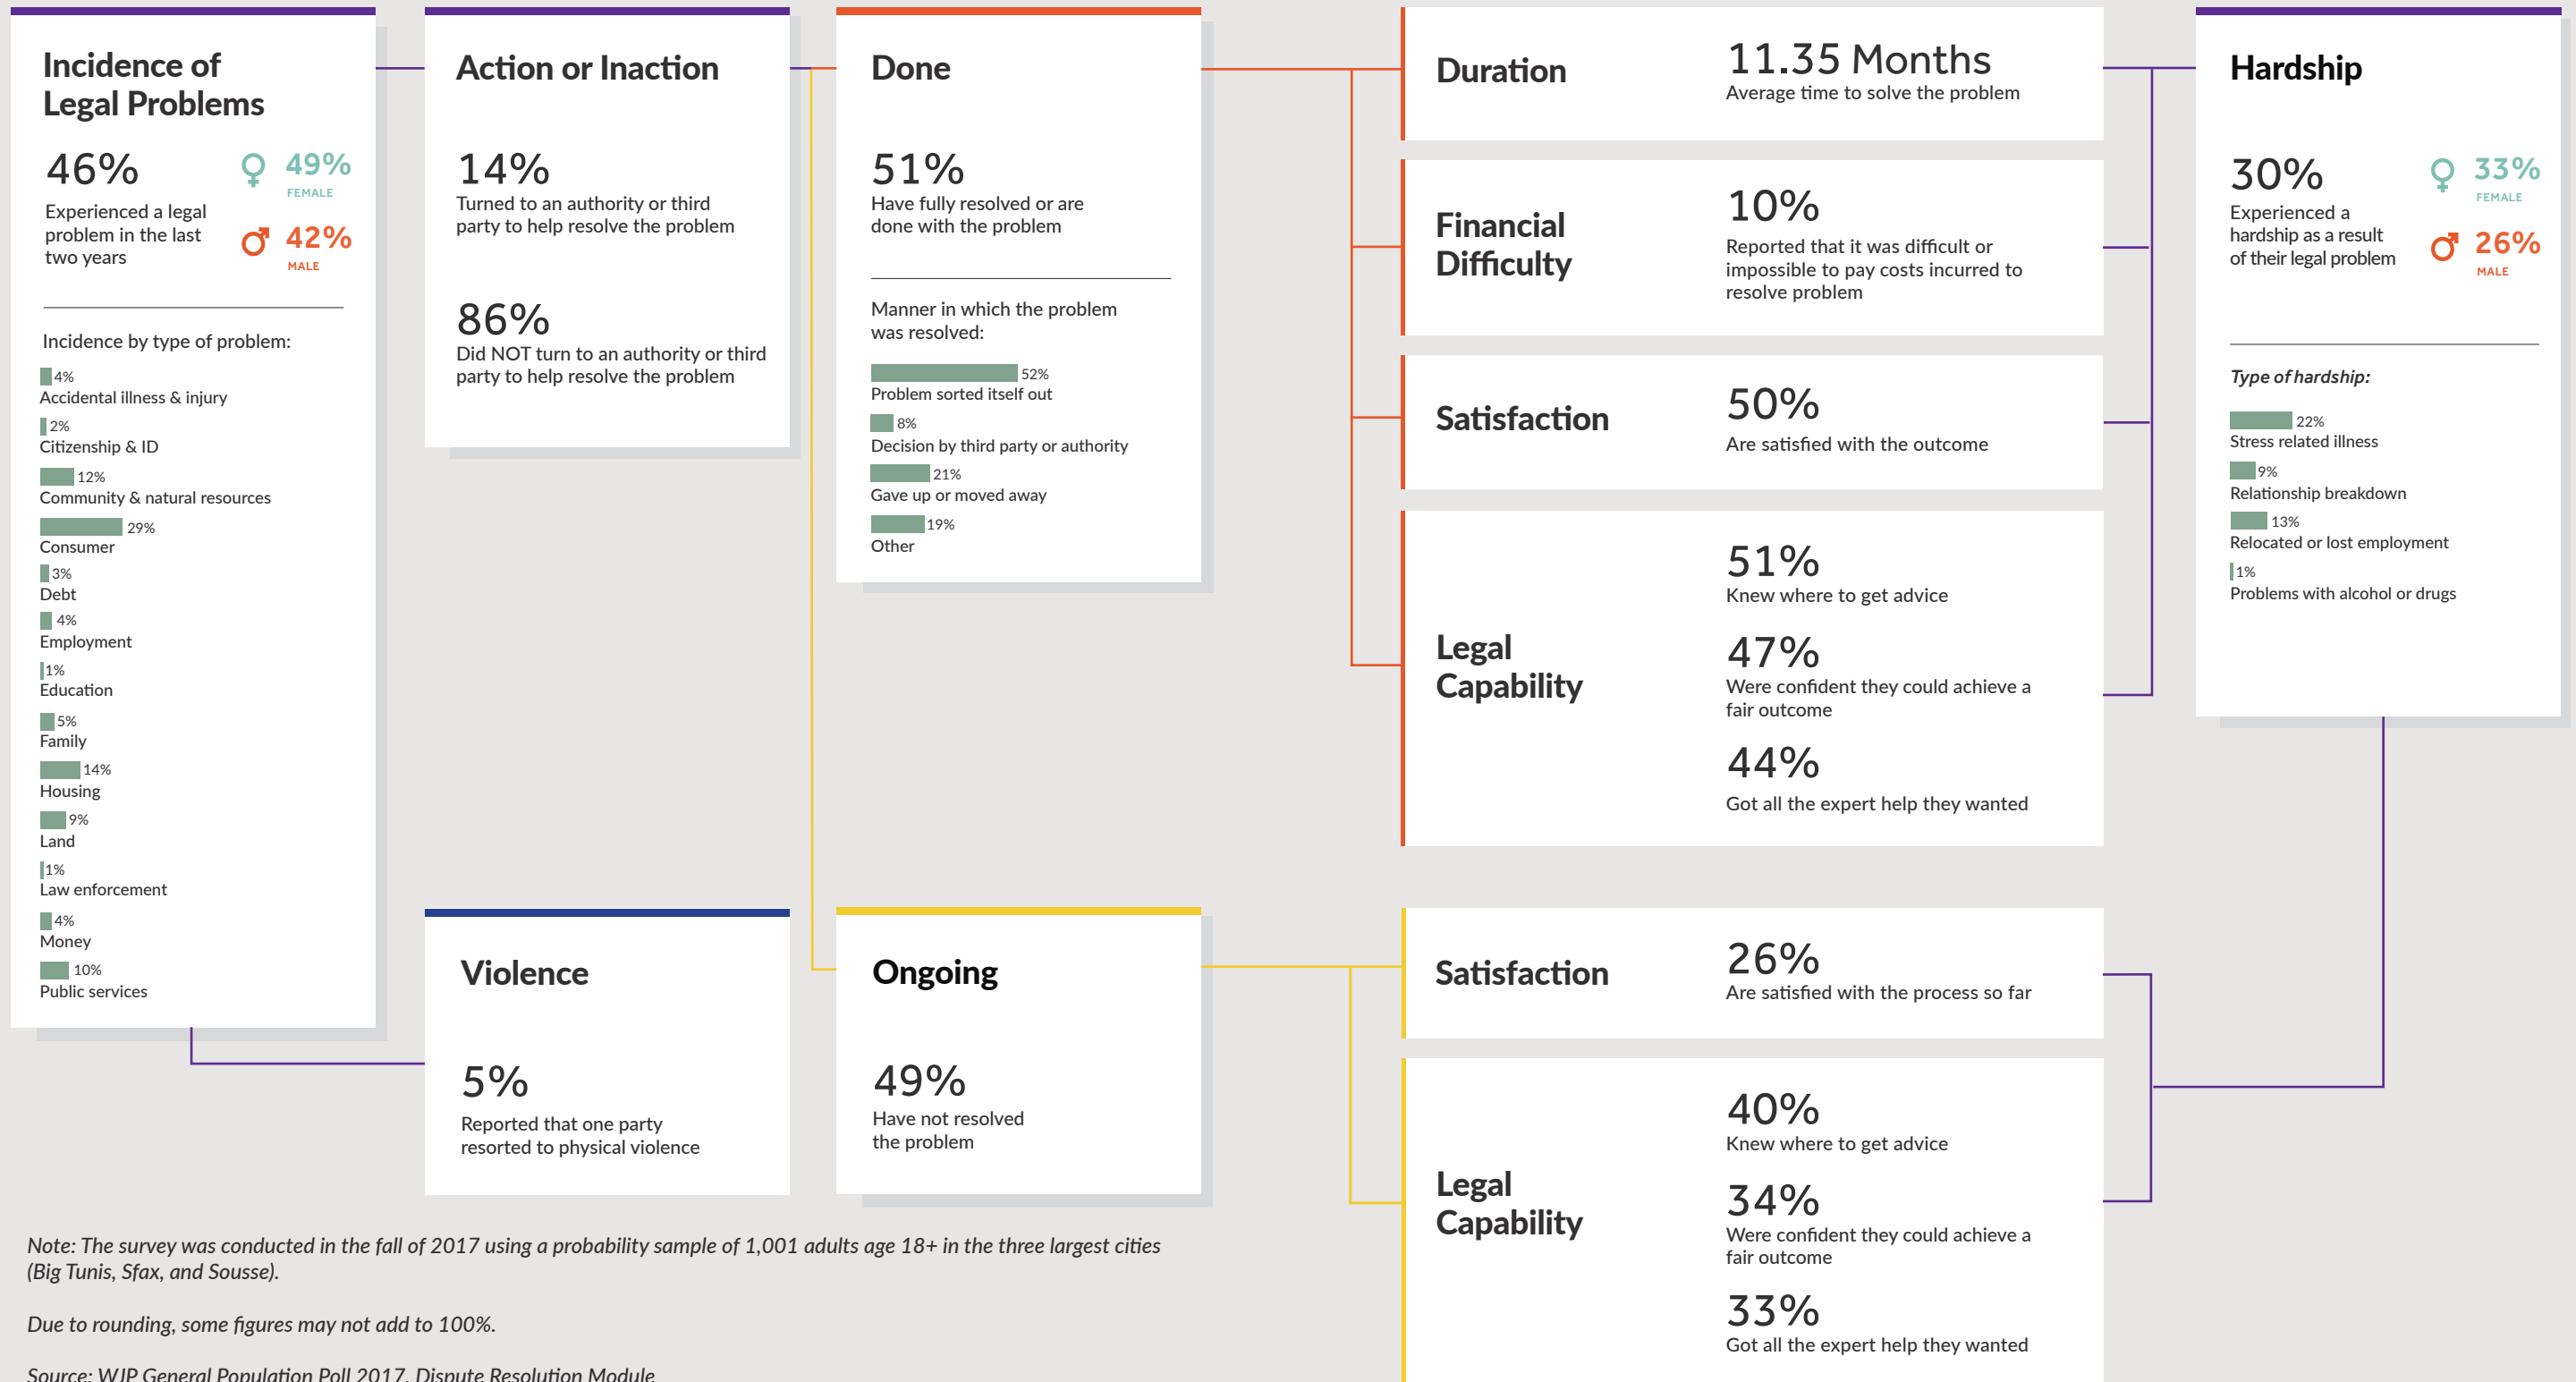 Incidence of
Legal Problems
46%
Experienced a legal
problem in the last
two years
49%
FEMALE
42%
MALE
Incidence by type of problem:
4%
Accidental illness & injury
2%
Citizenship & ID
12%
Community & natural resources
29%
Consumer
3%
Debt
4%
Employment
1%
Education
5%
Family
14%
Housing
9%
Land
1%
Law enforcement
4%
Money
10%
Public services
Action or Inaction
14%
Turned to an authority or third
party to help resolve the problem
86%
Did NOT turn to an authority or third
party to help resolve the problem
Violence
5%
Reported that one party
resorted to physical violence
Done
51%
Have fully resolved or are
done with the problem
Manner in which the problem
was resolved:
52%
Problem sorted itself out
8%
Decision by third party or authority
21%
Gave up or moved away
19%
Other
Ongoing
49%
Have not resolved
the problem
Duration
11.35 Months
Average time to solve the problem
Financial
Difficulty
10%
Reported that it was difficult or
impossible to pay costs incurred to
resolve problem
Satisfaction
50%
Are satisfied with the outcome
Legal
Capability
51%
Knew where to get advice
47%
Were confident they could achieve a
fair outcome
44%
Got all the expert help they wanted
Satisfaction
26%
Are satisfied with the process so far
Legal
Capability
40%
Knew where to get advice
34%
Were confident they could achieve a
fair outcome
33%
Got all the expert help they wanted
Hardship
30%
Experienced a
hardship as a result
of their legal problem
33%
FEMALE
26%
MALE
Type of hardship:
22%
Stress related illness
9%
Relationship breakdown
13%
Relocated or lost employment
1%
Problems with alcohol or drugs
Note: The survey was conducted in the fall of 2017 using a probability sample of 1,001 adults age 18+ in the three largest cities
(Big Tunis, Sfax, and Sousse).
Due to rounding, some figures may not add to 100%.
Source: WJP General Population Poll 2017, Dispute Resolution Module